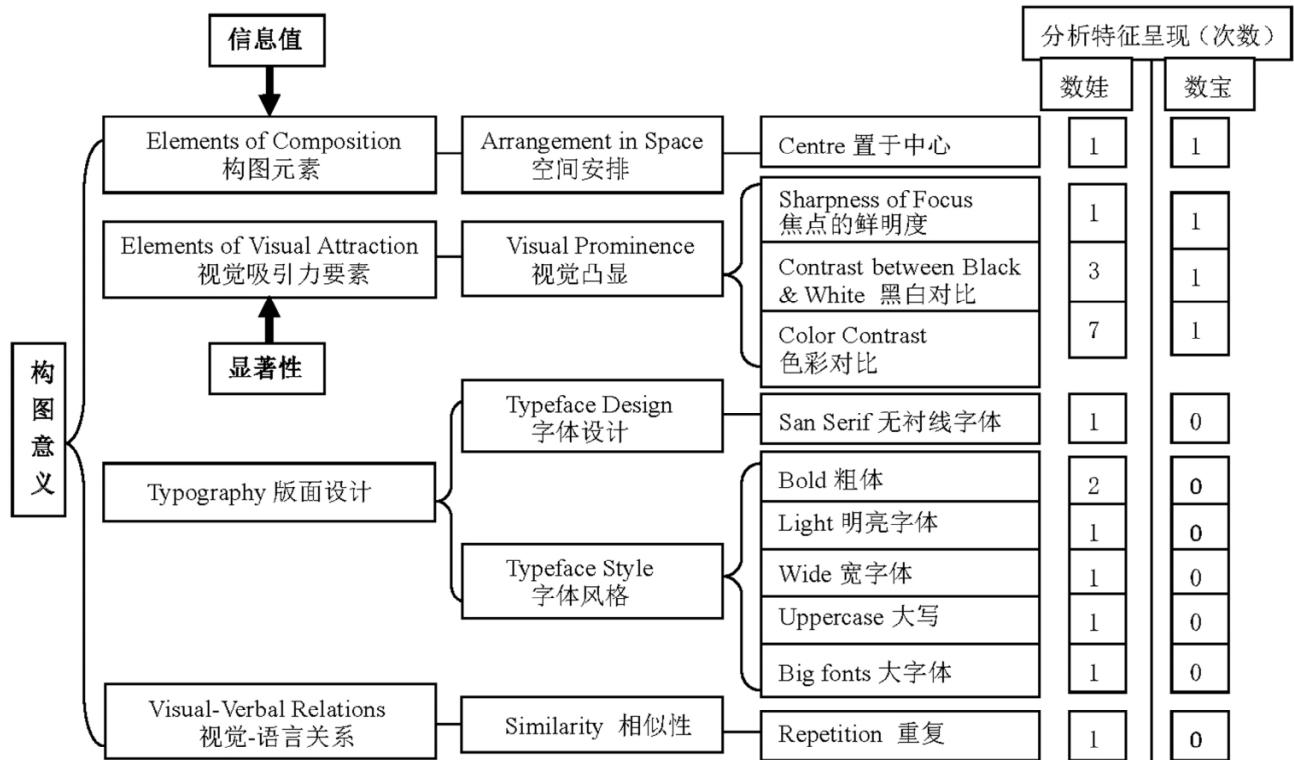 信息值
分析特征呈现（次数）
数娃
数宝
Elements of Composition
构图元素
Arrangement in Space
空间安排
Centre 置于中心
1
1
Elements of Visual Attraction
视觉吸引力要素
Visual Prominence
视觉凸显
Sharpness of Focus
焦点的鲜明度
1
1
Contrast between Black
& White 黑白对比
3
1
Color Contrast
色彩对比
7
1
显著性
构
图
意
义
Typography 版面设计
Typeface Design
字体设计
San Serif 无衬线字体
1
0
Typeface Style
字体风格
Bold 粗体
2
0
Light 明亮字体
1
0
Wide 宽字体
1
0
Uppercase 大写
1
0
Big fonts 大字体
1
0
Visual-Verbal Relations
视觉-语言关系
Similarity 相似性
Repetition 重复
1
0